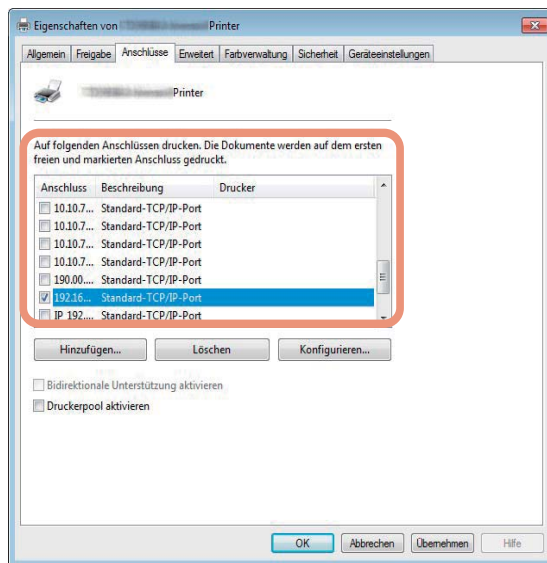 Eigenschaften von Printer
Allgemein Freigabe Anschlüsse Erweitert Farbverwaltung Sicherheit Geräteeinstellungen
Printer
Auf folgenden Anschlüssen drucken. Die Dokumente werden auf dem ersten
freien und markierten Anschluss gedruckt.
Anschluss Beschreibung Drucker
10.10.7... Standard-TCP/IP-Port
10.10.7... Standard-TCP/IP-Port
10.10.7... Standard-TCP/IP-Port
10.10.7... Standard-TCP/IP-Port
190.00.... Standard-TCP/IP-Port
192.16... Standard-TCP/IP-Port
IP_192.... Standard-TCP/IP-Port
Hinzufügen... Löschen Konfigurieren...
Bidirektionale Unterstützung aktivieren
Druckerpool aktivieren
OK Abbrechen Übernehmen Hilfe